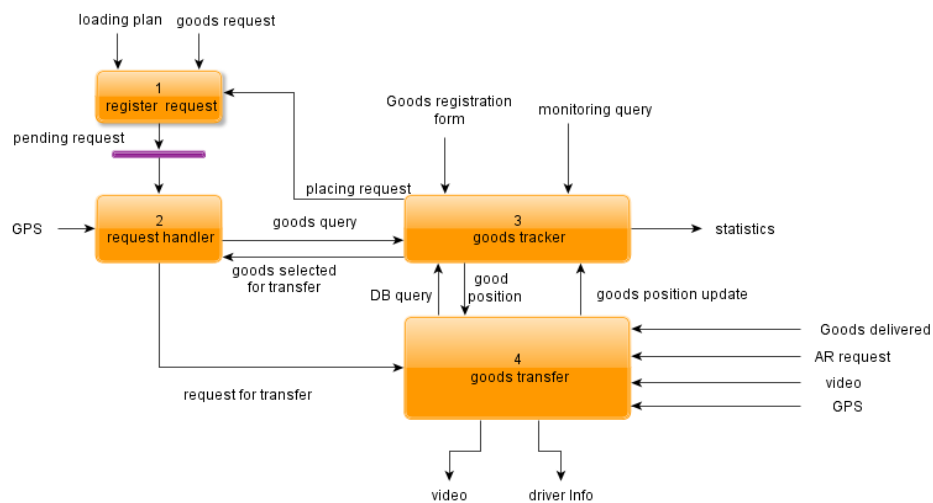 loading plan
goods request
1
register request
Goods registration
form
monitoring query
pending request
placing request
2
request handler
GPS
goods query
3
goods tracker
statistics
goods selected
for transfer
good
position
DB query
goods position update
4
goods transfer
Goods delivered
AR request
video
GPS
request for transfer
video
driver Info